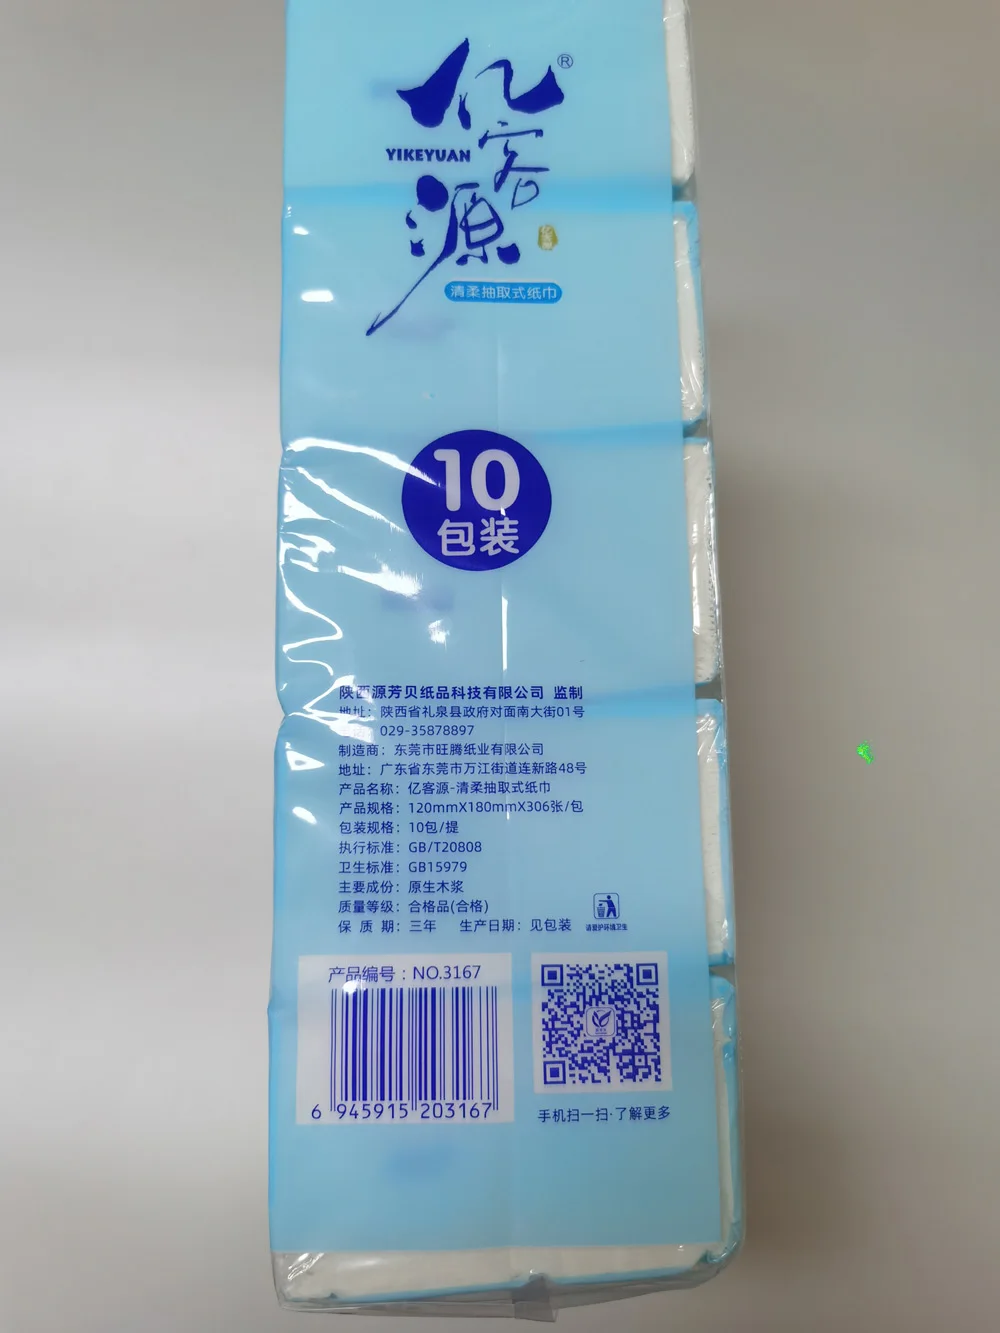 亿客源®
YIKEYUAN
清柔抽取式纸巾
10
包装
陕西源芳贝纸品科技有限公司 监制
地址：陕西省礼泉县政府对面南大街01号
029-35878897
制造商：东莞市旺腾纸业有限公司
地址：广东省东莞市万江街道连新路48号
产品名称：亿客源-清柔抽取式纸巾
产品规格：120mmX180mmX306张/包
包装规格：10包/提
执行标准：GB/T20808
卫生标准：GB15979
主要成份：原生木浆
质量等级：合格品(合格)
保 质 期：三年 生产日期：见包装
请爱护环境卫生
产品编号：NO.3167
6 945915 203167
手机扫一扫·了解更多